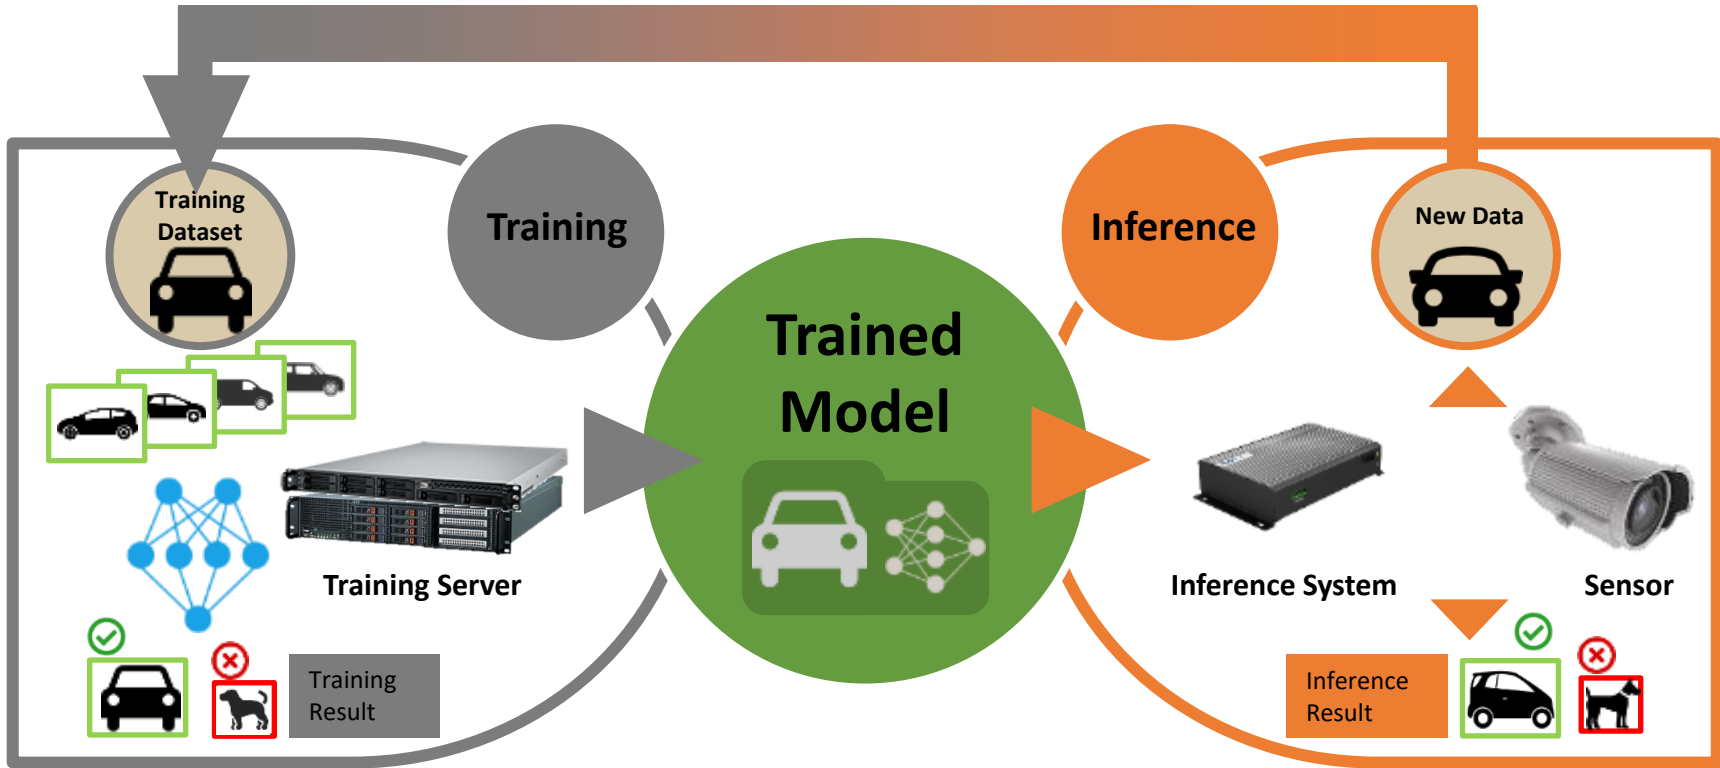 Training
Dataset
Training
Inference
New Data
Trained
Model
Training Server
Inference System
Sensor
Training
Result
Inference
Result